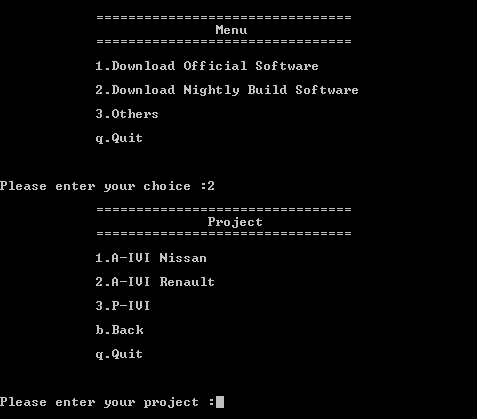 ================================
Menu
================================
1.Download Official Software
2.Download Nightly Build Software
3.Others
q.Quit
Please enter your choice :2
================================
Project
================================
1.A-IVI Nissan
2.A-IVI Renault
3.P-IVI
b.Back
q.Quit
Please enter your project :